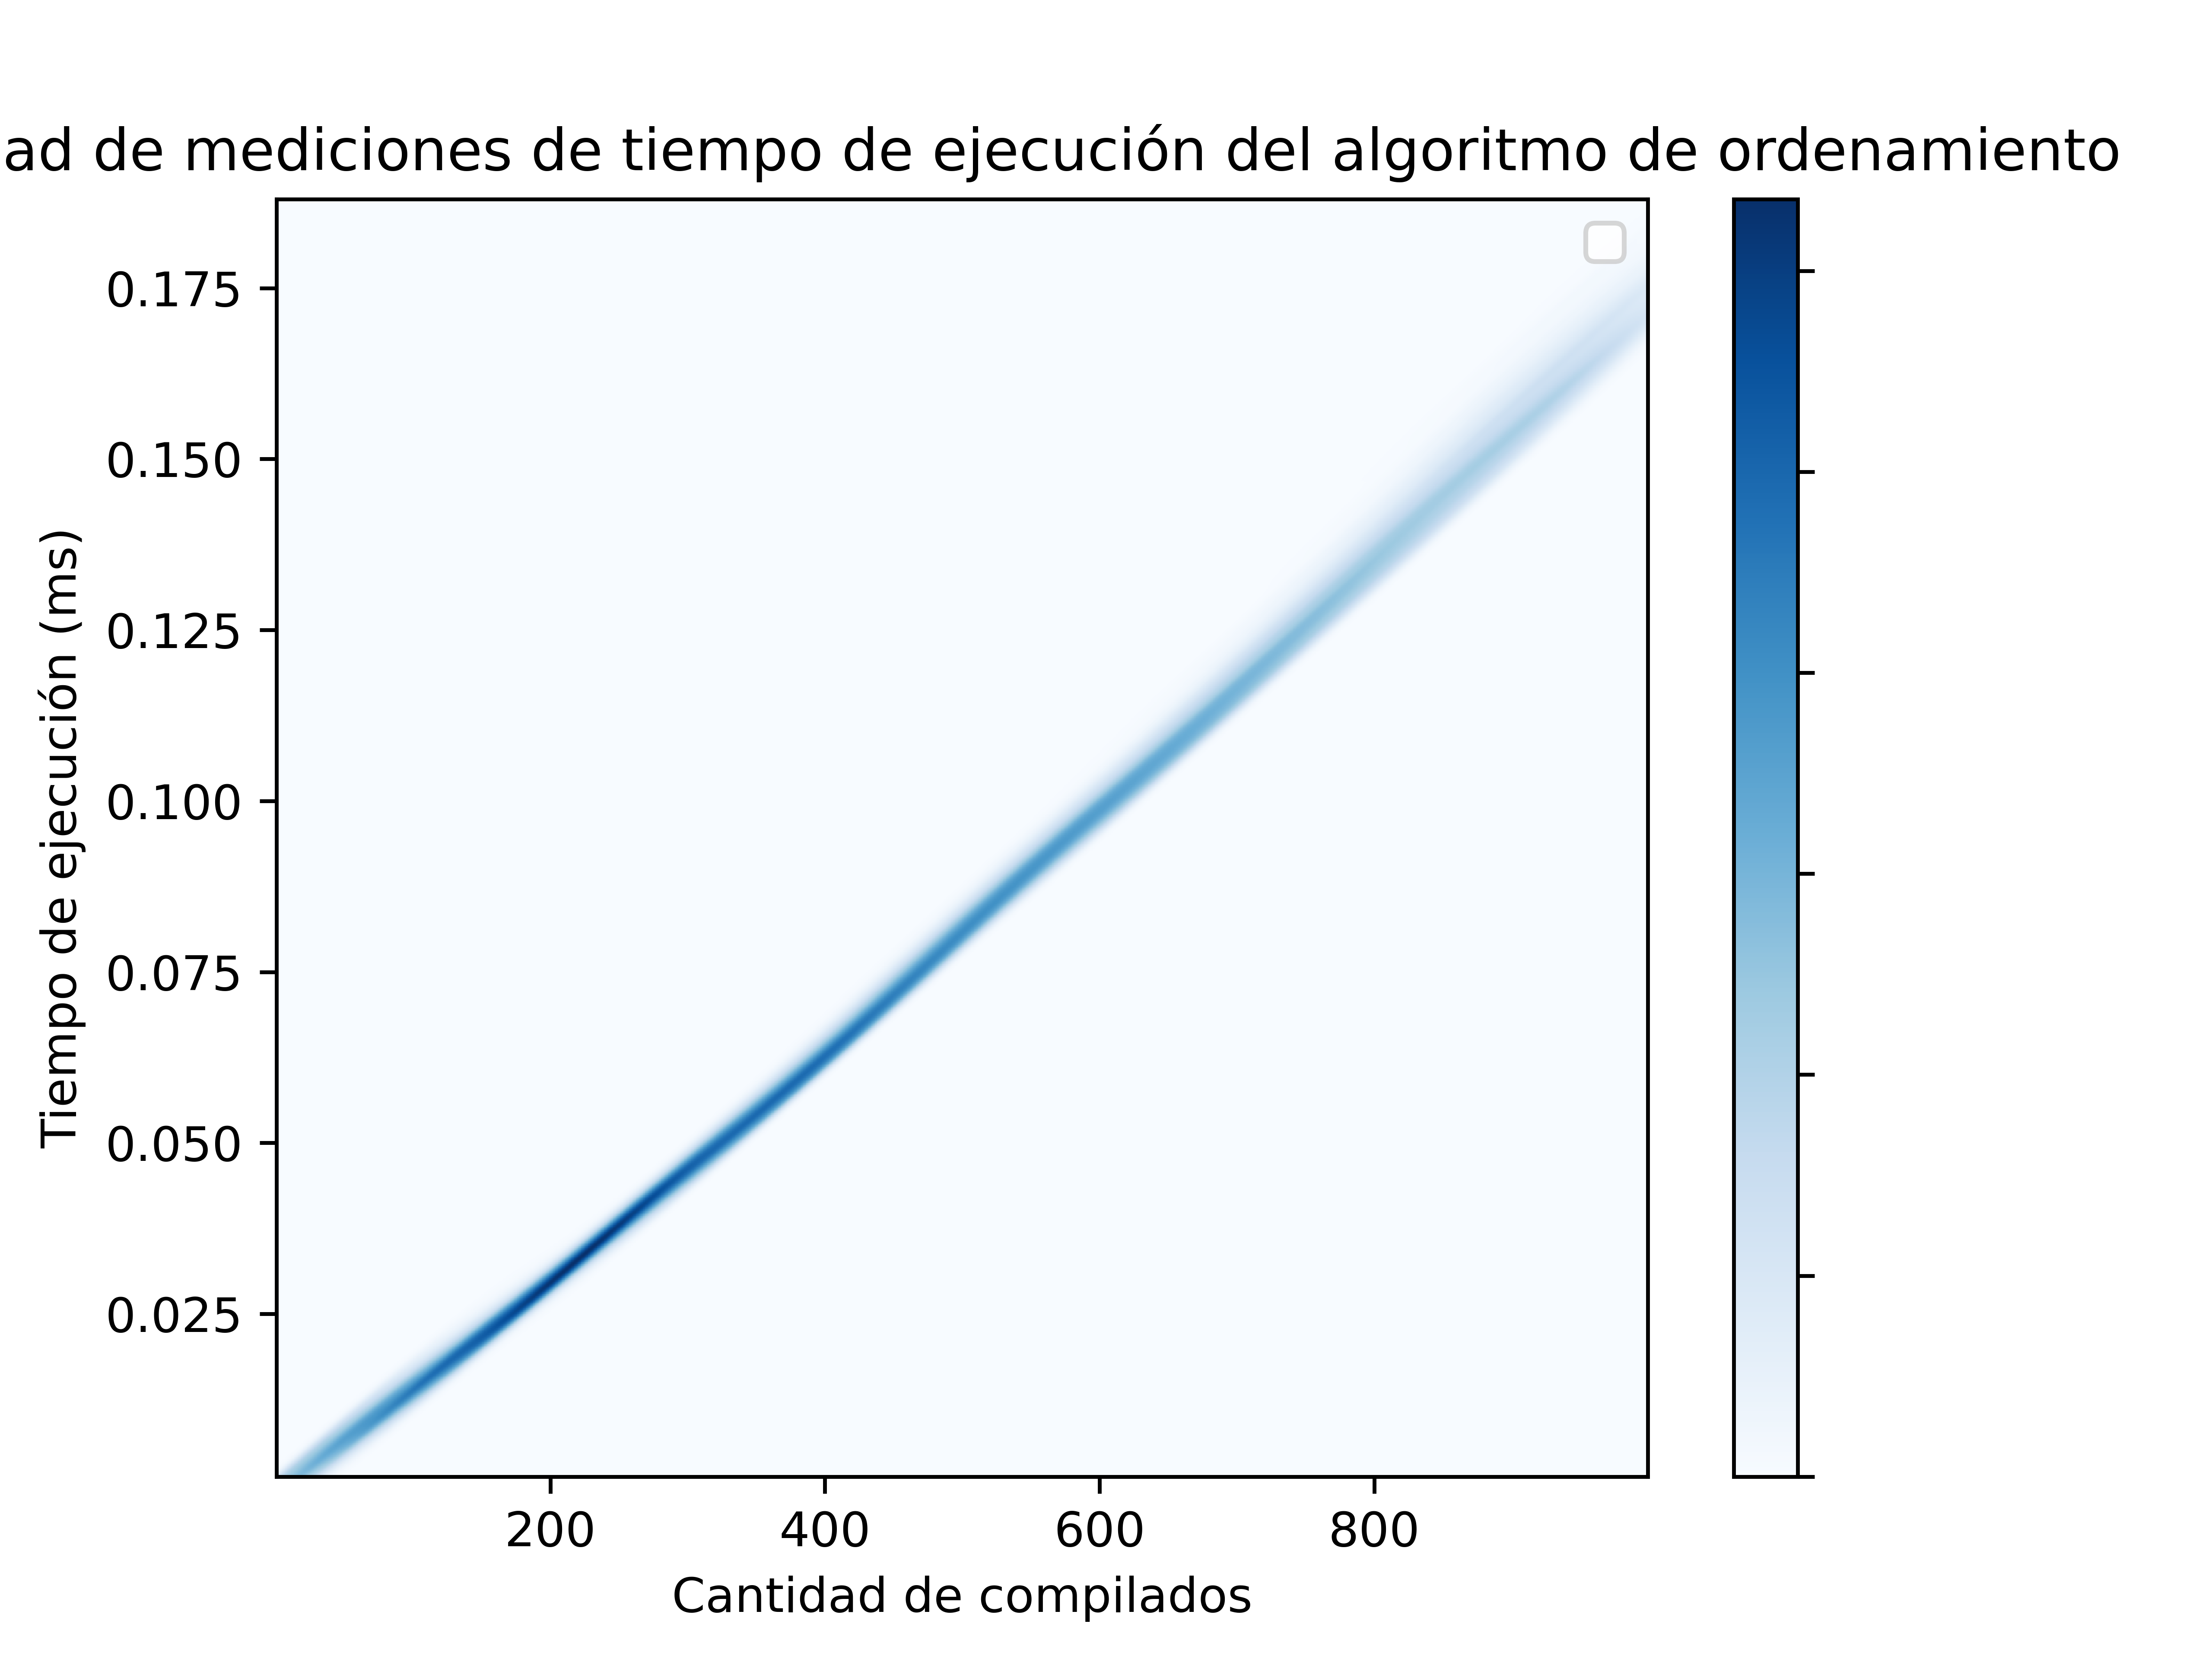 ad de mediciones de tiempo de ejecución del algoritmo de ordenamiento
Tiempo de ejecución (ms)
0.175
0.150
0.125
0.100
0.075
0.050
0.025
200 400 600 800
Cantidad de compilados